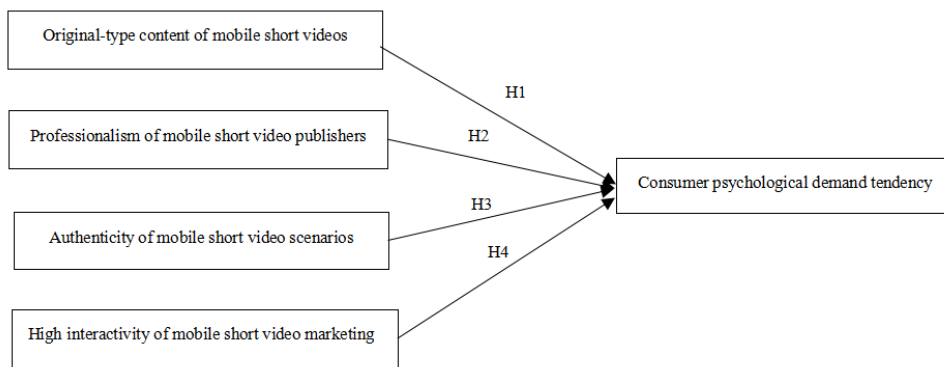 Original-type content of mobile short videos
H1
Professionalism of mobile short video publishers
H2
Consumer psychological demand tendency
Authenticity of mobile short video scenarios
H3
H4
High interactivity of mobile short video marketing